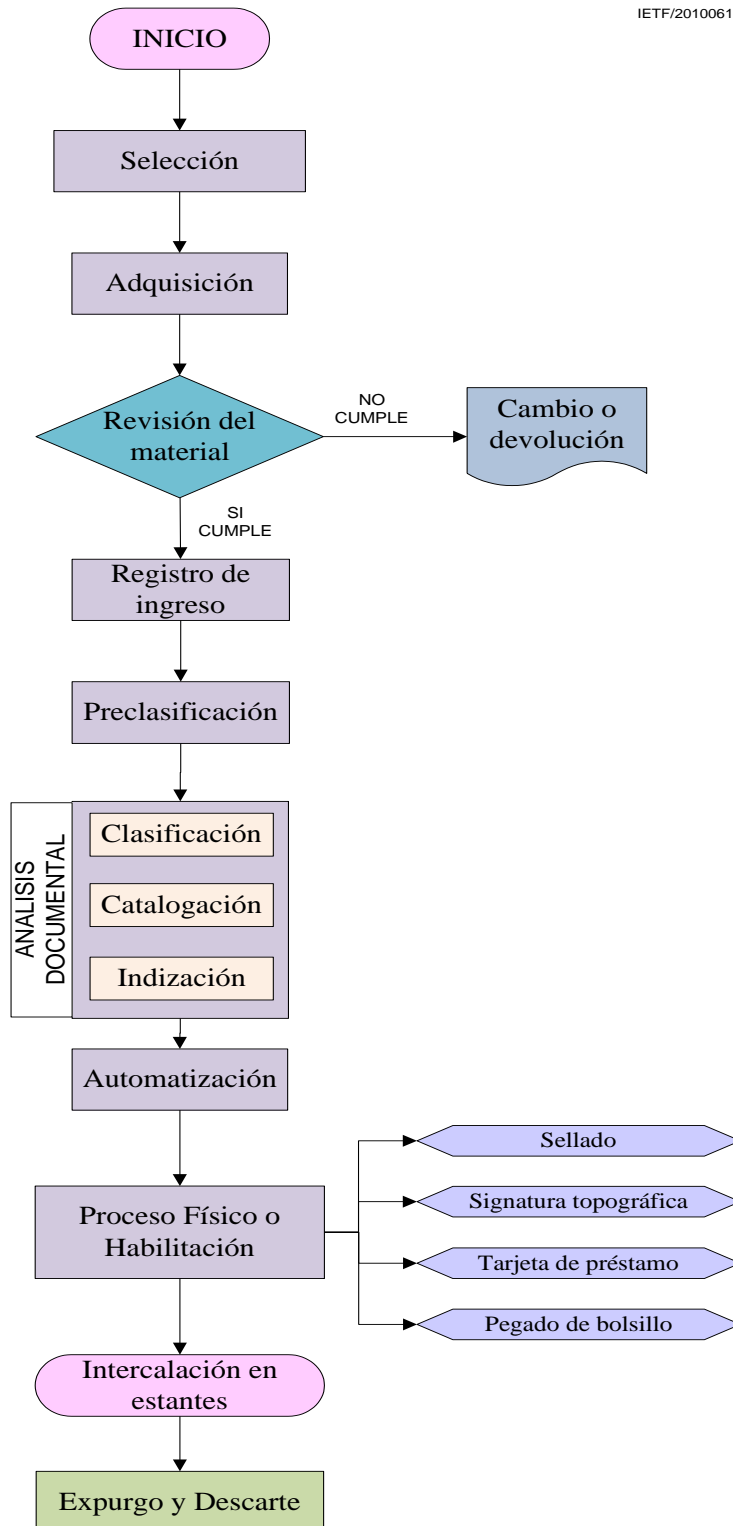 IETF/2010061
INICIO
Selección
Adquisición
Revisión del
material
NO
CUMPLE
Cambio o
devolución
SI
CUMPLE
Registro de
ingreso
Preclasificación
ANALISIS
DOCUMENTAL
Clasificación
Catalogación
Indización
Automatización
Proceso Físico o
Habilitación
Sellado
Signatura topográfica
Tarjeta de préstamo
Pegado de bolsillo
Intercalación en
estantes
Expurgo y Descarte